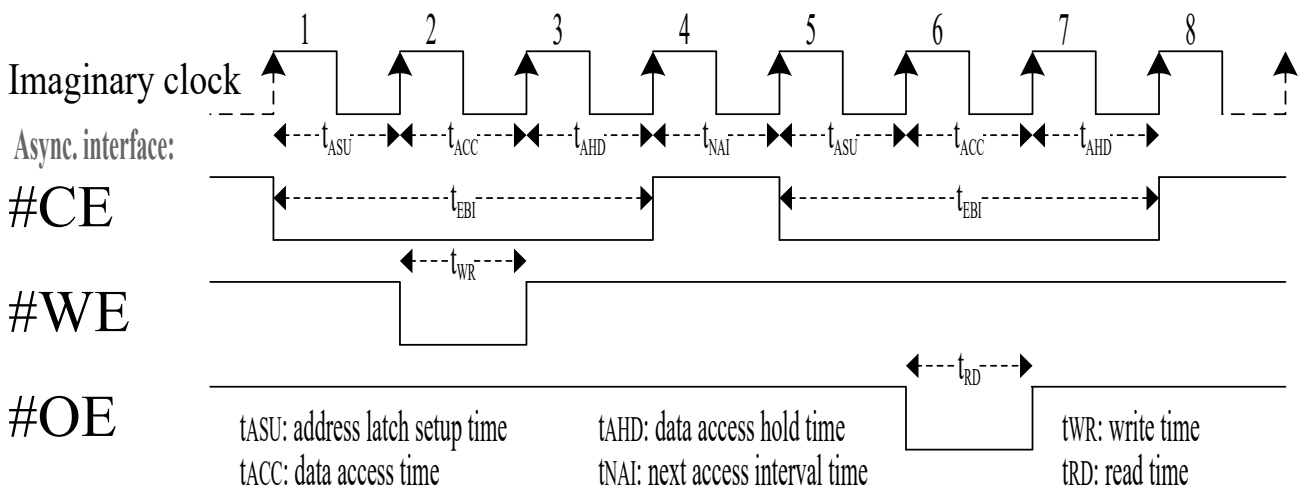 1 2 3 4 5 6 7 8
Imaginary clock
tASU tACC tAHD tNAI tASU tACC tAHD
Async. interface:
#CE
tEBI tEBI
tWR
#WE
tRD
#OE
tASU: address latch setup time tAHD: data access hold time tWR: write time
tACC: data access time tNAI: next access interval time tRD: read time